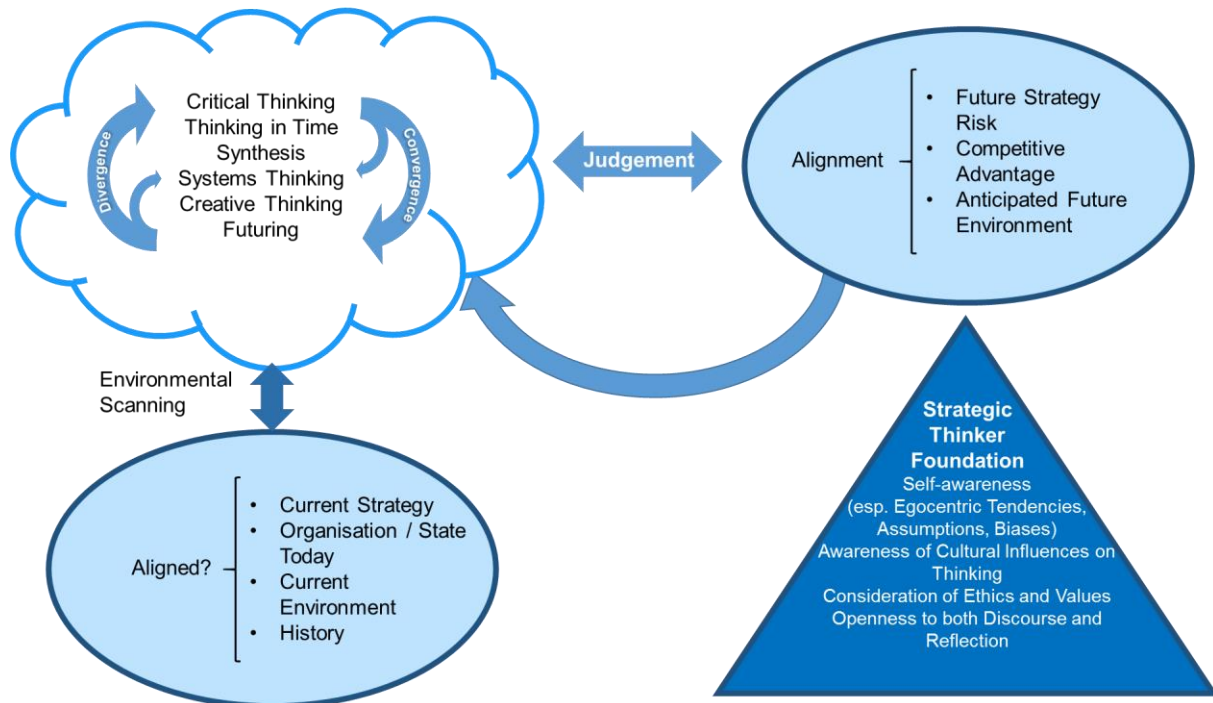 Divergence
Critical Thinking
Thinking in Time
Synthesis
Systems Thinking
Creative Thinking
Futuring
Convergence
Judgement
Alignment
• Future Strategy
Risk
• Competitive
Advantage
• Anticipated Future
Environment
Environmental
Scanning
Aligned?
• Current Strategy
• Organisation / State
Today
• Current
Environment
• History
Strategic
Thinker
Foundation
Self-awareness
(esp. Egocentric Tendencies,
Assumptions, Biases)
Awareness of Cultural Influences on
Thinking
Consideration of Ethics and Values
Openness to both Discourse and
Reflection